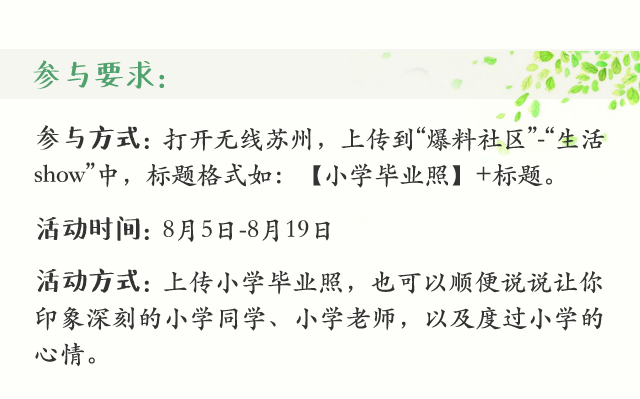 参与要求：
参与方式：打开无线苏州，上传到“爆料社区”-“生活
show”中，标题格式如：【小学毕业照】+标题。
活动时间：8月5日-8月19日
活动方式：上传小学毕业照，也可以顺便说说让你
印象深刻的小学同学、小学老师，以及度过小学的
心情。